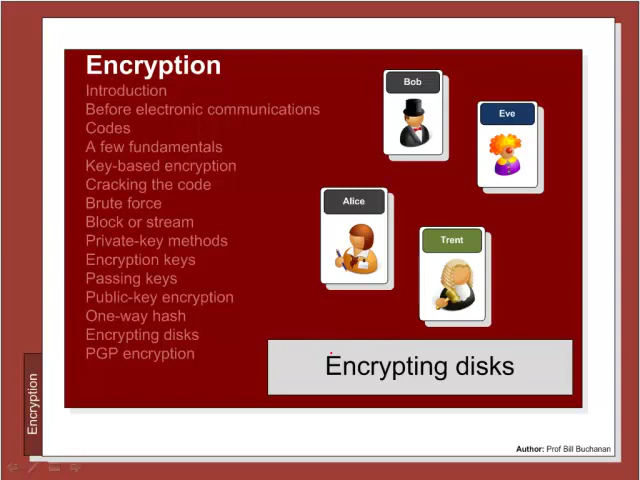 Encryption
Introduction
Before electronic communications
Codes
A few fundamentals
Key-based encryption
Cracking the code
Brute force
Block or stream
Private-key methods
Encryption keys
Passing keys
Public-key encryption
One-way hash
Encrypting disks
PGP encryption
Bob
Eve
Alice
Trent
Encrypting disks
Encryption
Author: Prof Bill Buchanan